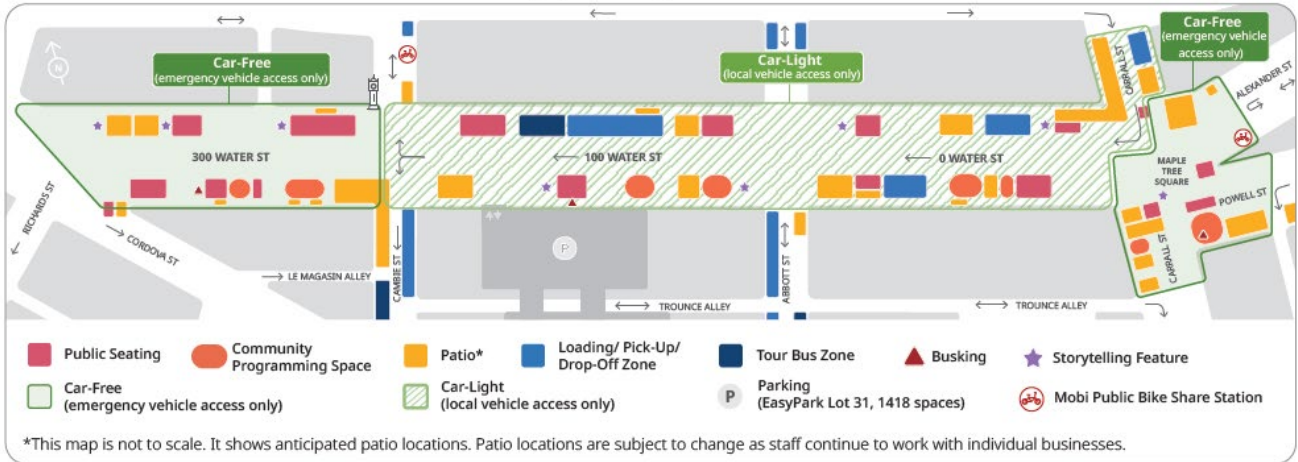 Car-Free
(emergency vehicle access only)
Car-Light
(local vehicle access only)
Car-Free
(emergency vehicle
access only)
N
CARRALL ST
ALEXANDER ST
300 WATER ST
100 WATER ST
0 WATER ST
MAPLE
TREE
SQUARE
POWELL ST
RICHARDS ST
CORDOVA ST
LE MAGASIN ALLEY
CAMBIE ST
P
ABBOTT ST
CARRALL ST
TROUNCE ALLEY
TROUNCE ALLEY
Public Seating
Community
Programming Space
Patio*
Loading/ Pick-Up/
Drop-Off Zone
Tour Bus Zone
Busking
Storytelling Feature
Car-Free
(emergency vehicle access only)
Car-Light
(local vehicle access only)
P
Parking
(EasyPark Lot 31, 1418 spaces)
Mobi Public Bike Share Station
*This map is not to scale. It shows anticipated patio locations. Patio locations are subject to change as staff continue to work with individual businesses.